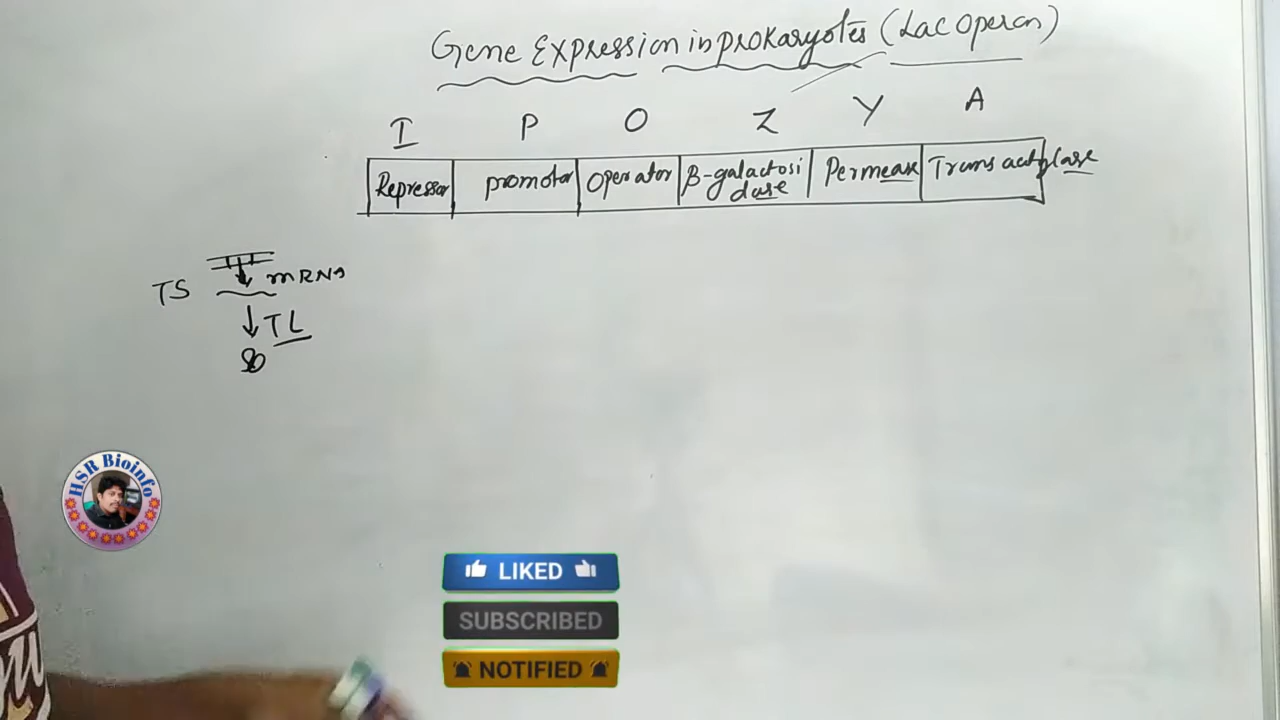 Gene Expression in prokaryotes (Lac operon)
I P O Z Y A
Repressor promotor operator β-galactosidase Permease Transacetylase
TS mRNA
TL
HSR Bioinfo
LIKED
SUBSCRIBED
NOTIFIED